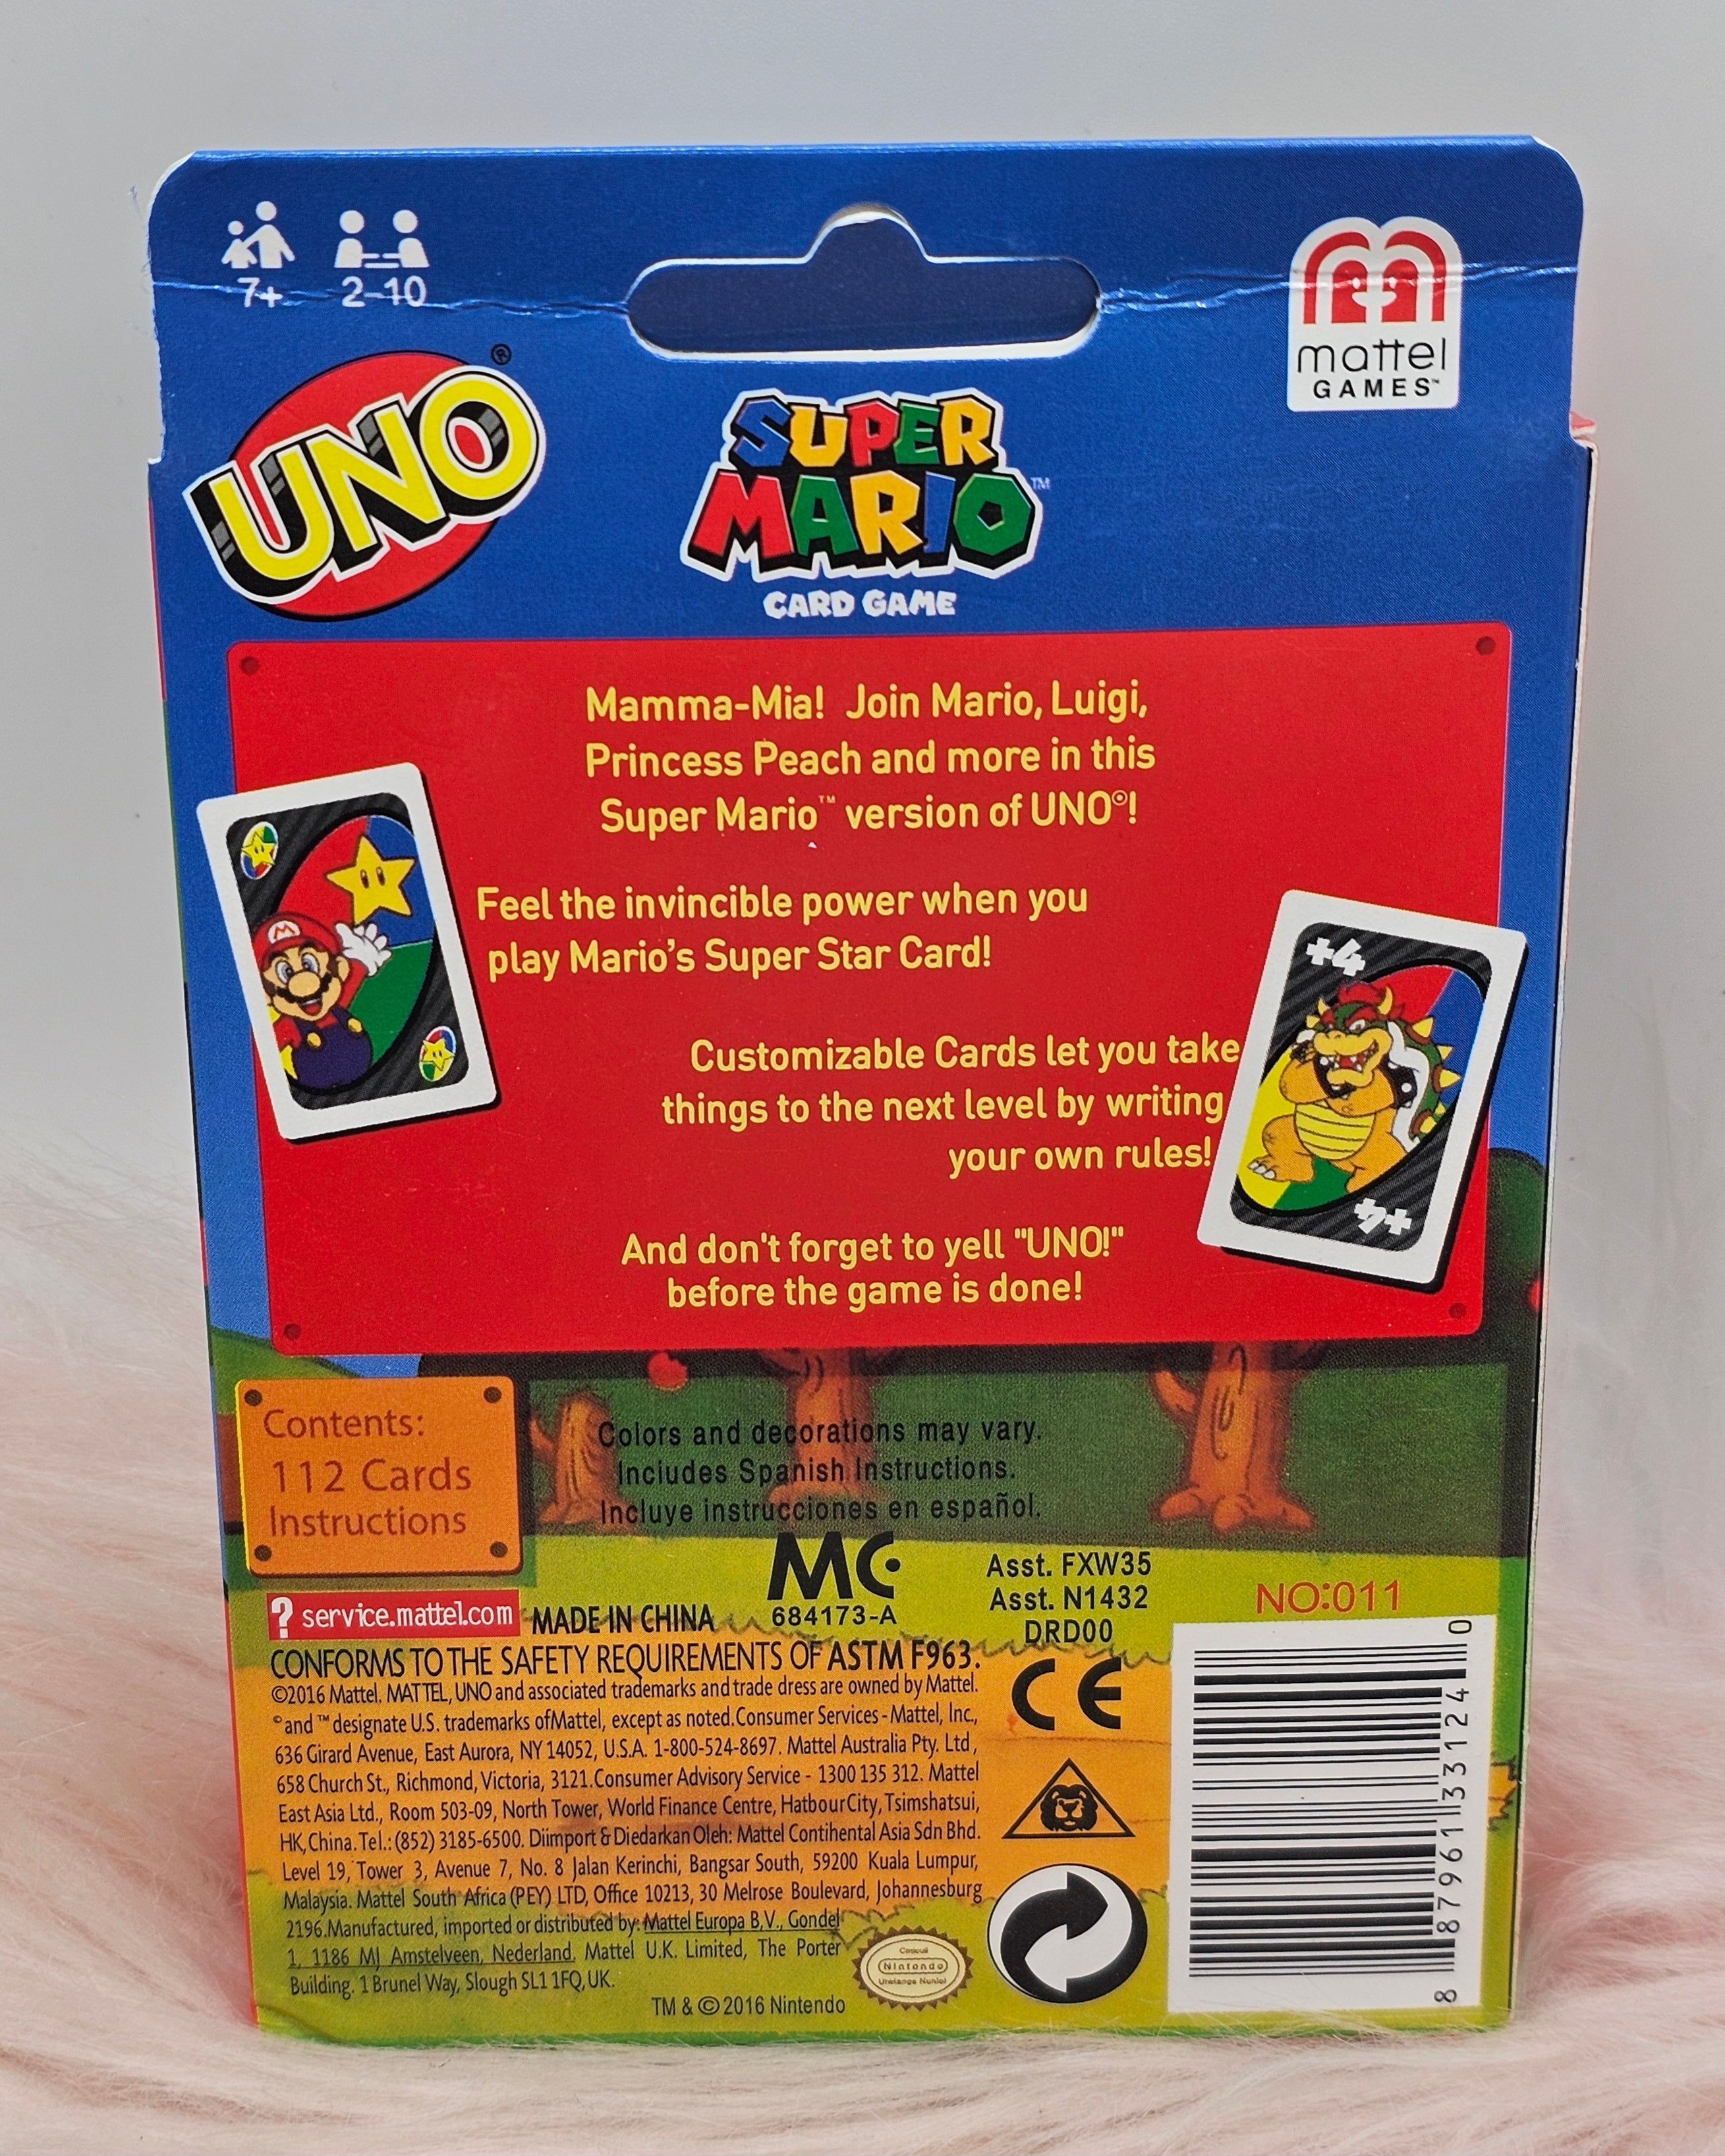 7+
2-10
mattel
GAMES™
UNO®
SUPER
MARIO™
CARD GAME
Mamma-Mia! Join Mario, Luigi,
Princess Peach and more in this
Super Mario™ version of UNO®!
Feel the invincible power when you
play Mario's Super Star Card!
+4
Customizable Cards let you take
things to the next level by writing
your own rules!
+4
And don't forget to yell "UNO!"
before the game is done!
Contents:
112 Cards
Instructions
Colors and decorations may vary.
Includes Spanish Instructions.
Incluye instrucciones en español.
MC
684173-A
Asst. FXW35
Asst. N1432
DRD00
NO:011
? service.mattel.com
MADE IN CHINA
CONFORMS TO THE SAFETY REQUIREMENTS OF ASTM F963.
©2016 Mattel. MATTEL, UNO and associated trademarks and trade dress are owned by Mattel.
® and ™ designate U.S. trademarks ofMattel, except as noted.Consumer Services - Mattel, Inc.,
636 Girard Avenue, East Aurora, NY 14052, U.S.A. 1-800-524-8697. Mattel Australia Pty. Ltd,
658 Church St., Richmond, Victoria, 3121.Consumer Advisory Service - 1300 135 312. Mattel
East Asia Ltd., Room 503-09, North Tower, World Finance Centre, HatbourCity, Tsimshatsui,
HK, China. Tel.: (852) 3185-6500. Diimport & Diedarkan Oleh: Mattel Contihental Asia Sdn Bhd.
Level 19, Tower 3, Avenue 7, No. 8 Jalan Kerinchi, Bangsar South, 59200 Kuala Lumpur,
Malaysia. Mattel South Africa (PEY) LTD, Office 10213, 30 Melrose Boulevard, Johannesburg
2196.Manufactured, imported or distributed by: Mattel Europa B,V., Gondel
1, 1186 MJ Amstelveen, Nederland. Mattel U.K. Limited, The Porter
Building. 1 Brunel Way, Slough SL1 1FQ, UK.
TM & © 2016 Nintendo
CE
Nintendo
8 87961 33124 0